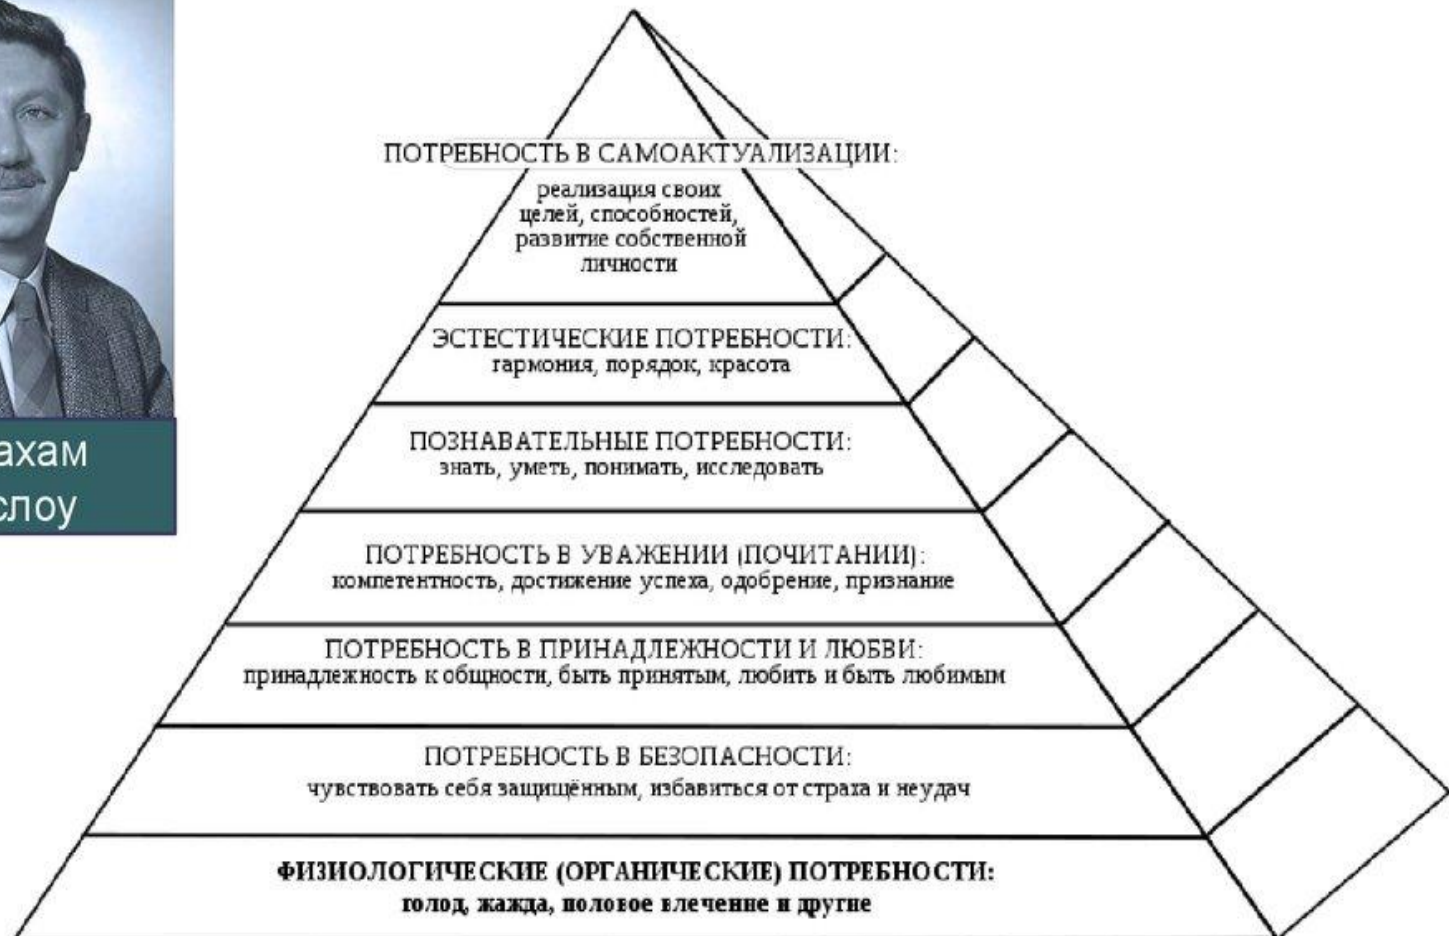 ПОТРЕБНОСТЬ В САМОАКТУАЛИЗАЦИИ:
реализация своих
целей, способностей,
развитие собственной
личности
ЭСТЕСТИЧЕСКИЕ ПОТРЕБНОСТИ:
гармония, порядок, красота
ПОЗНАВАТЕЛЬНЫЕ ПОТРЕБНОСТИ:
знать, уметь, понимать, исследовать
ахам
слоу
ПОТРЕБНОСТЬ В УВАЖЕНИИ (ПОЧИТАНИИ):
компетентность, достижение успеха, одобрение, признание
ПОТРЕБНОСТЬ В ПРИНАДЛЕЖНОСТИ И ЛЮБВИ:
принадлежность к общности, быть принятым, любить и быть любимым
ПОТРЕБНОСТЬ В БЕЗОПАСНОСТИ:
чувствовать себя защищённым, избавиться от страха и неудач
ФИЗИОЛОГИЧЕСКИЕ (ОРГАНИЧЕСКИЕ) ПОТРЕБНОСТИ:
голод, жажда, половое влечение и другие